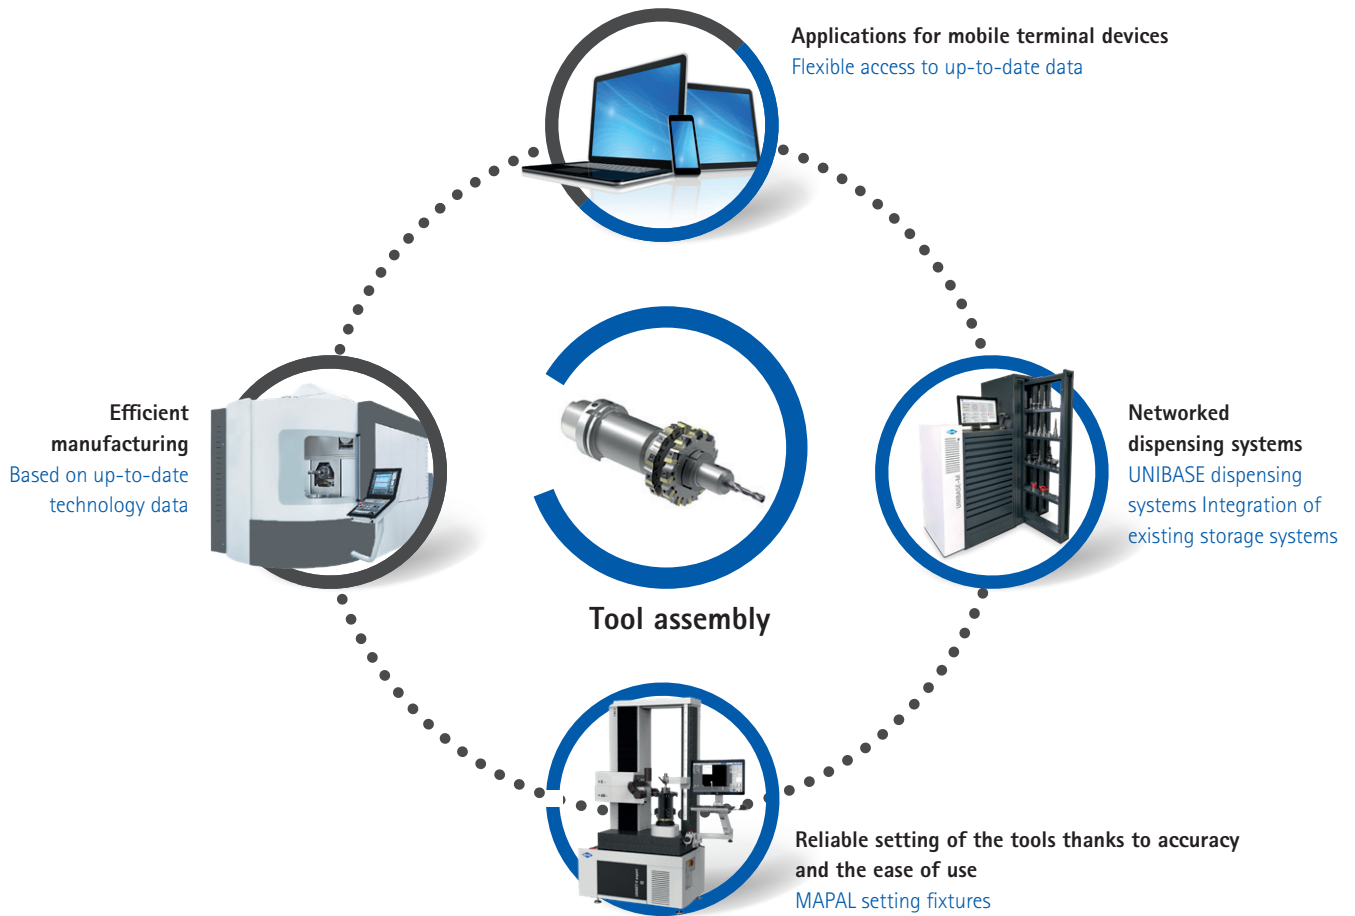 Applications for mobile terminal devices
Flexible access to up-to-date data
Efficient
manufacturing
Based on up-to-date
technology data
Networked
dispensing systems
UNIBASE dispensing
systems Integration of
existing storage systems
Tool assembly
Reliable setting of the tools thanks to accuracy
and the ease of use
MAPAL setting fixtures